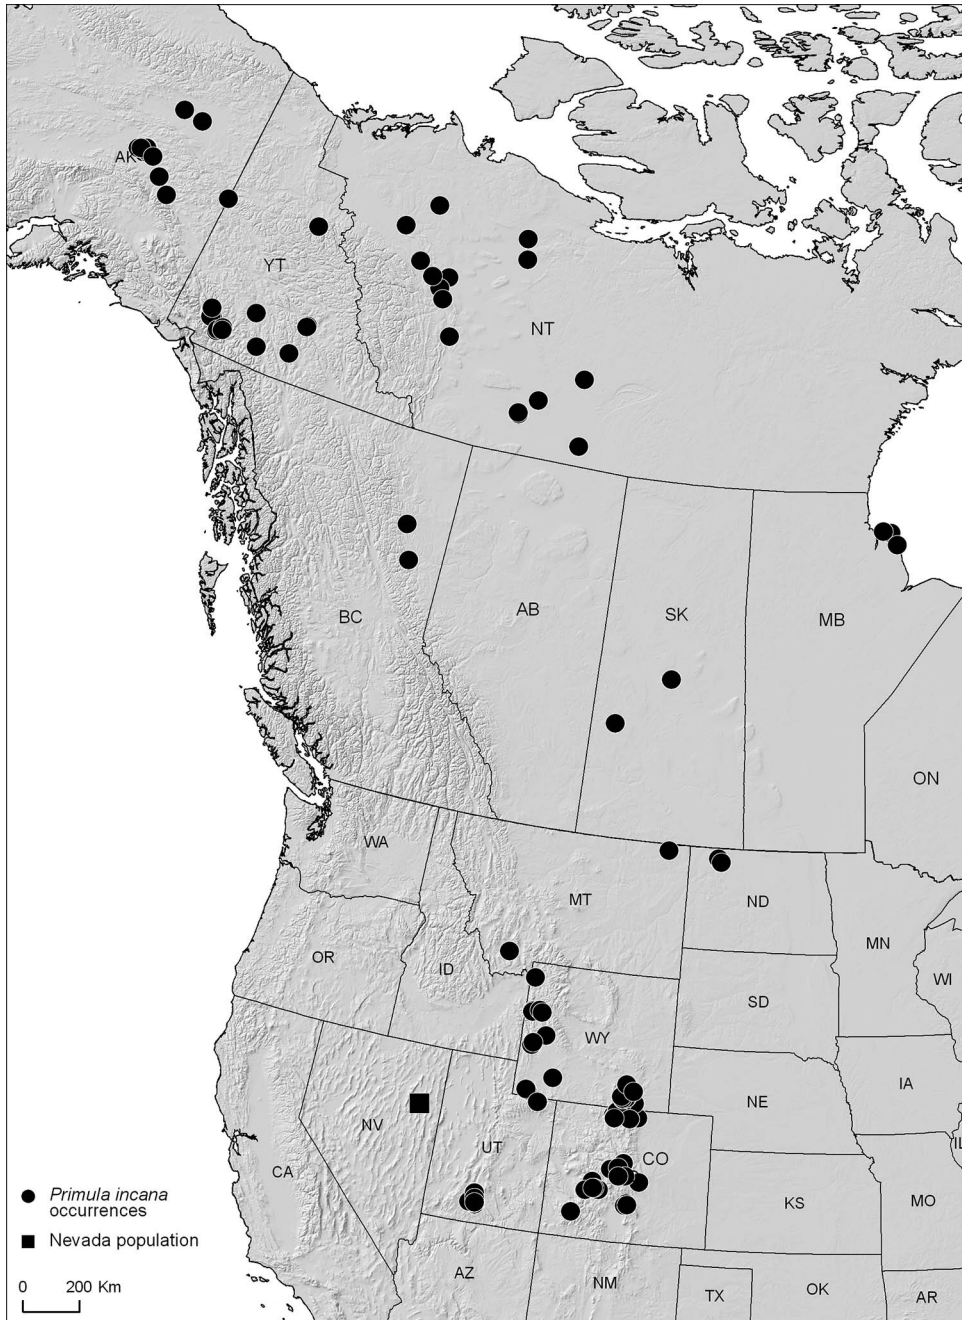 AK
YT
NT
BC
AB
SK
MB
ON
WA
MT
ND
MN
OR
ID
SD
WI
WY
IA
NE
NV
UT
IL
CO
CA
KS
MO
Primula incana
occurrences
Nevada population
0 200 Km
AZ
NM
TX
OK
AR